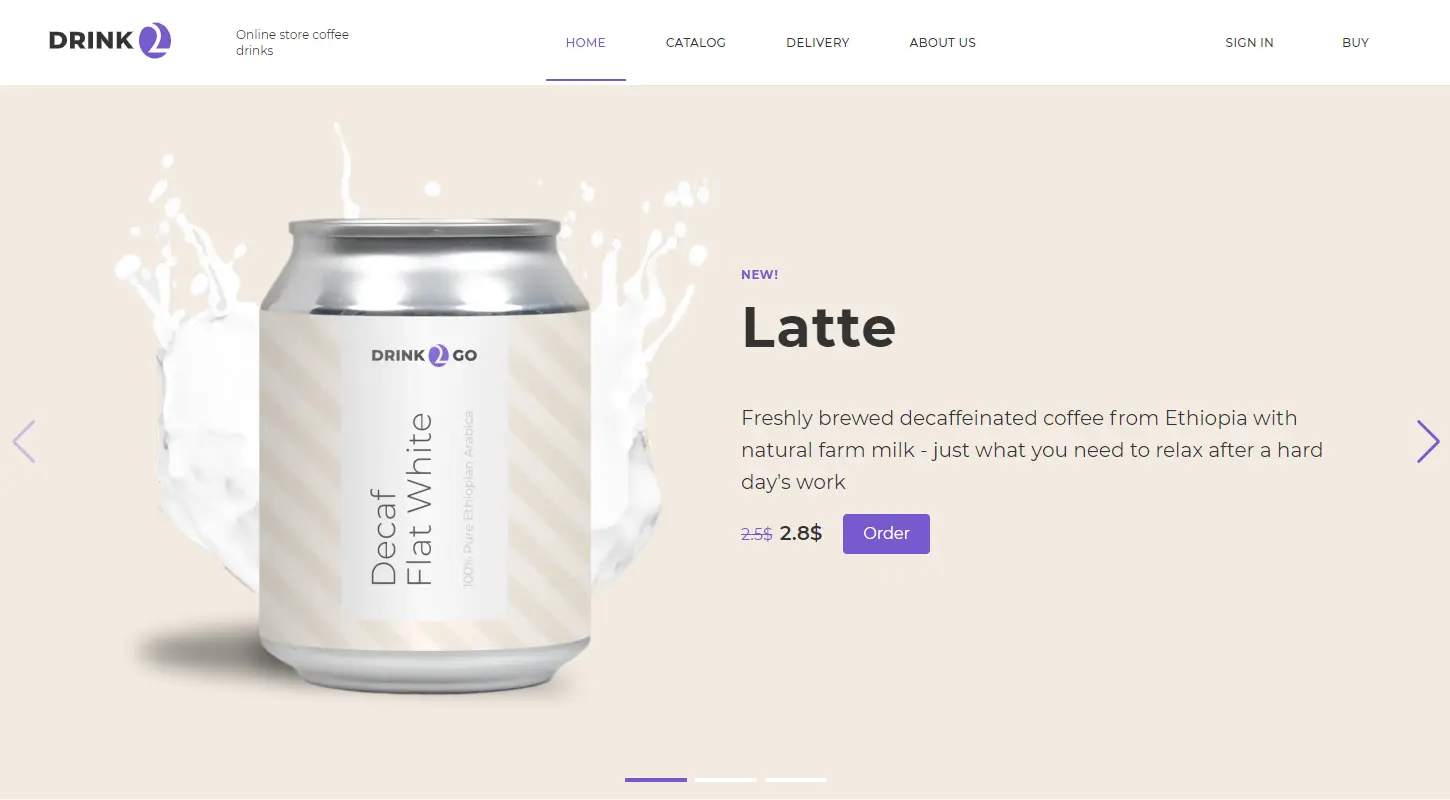 DRINK 2
Online store coffee
drinks
HOME
CATALOG
DELIVERY
ABOUT US
SIGN IN
BUY
DRINK 2 GO
Decaf
Flat White
100% Pure Ethiopian Arabica
NEW!
Latte
Freshly brewed decaffeinated coffee from Ethiopia with
natural farm milk - just what you need to relax after a hard
day's work
2.5$ 2.8$ Order